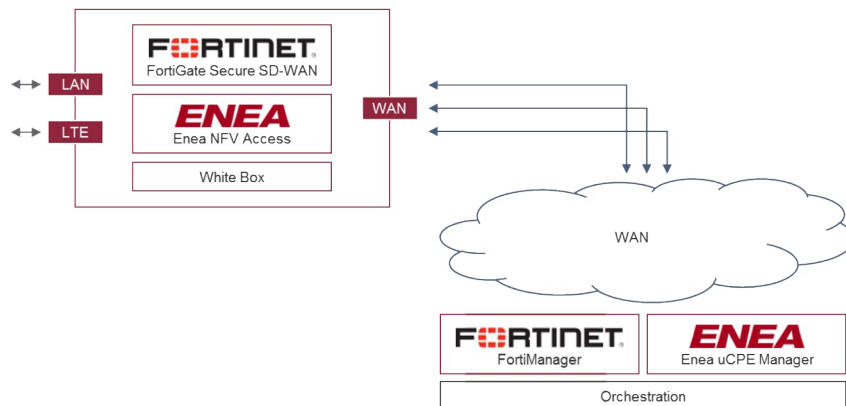 FORTINET
FortiGate Secure SD-WAN
LAN
ENEA
WAN
LTE
Enea NFV Access
White Box
WAN
FORTINET
ENEA
FortiManager
Enea uCPE Manager
Orchestration